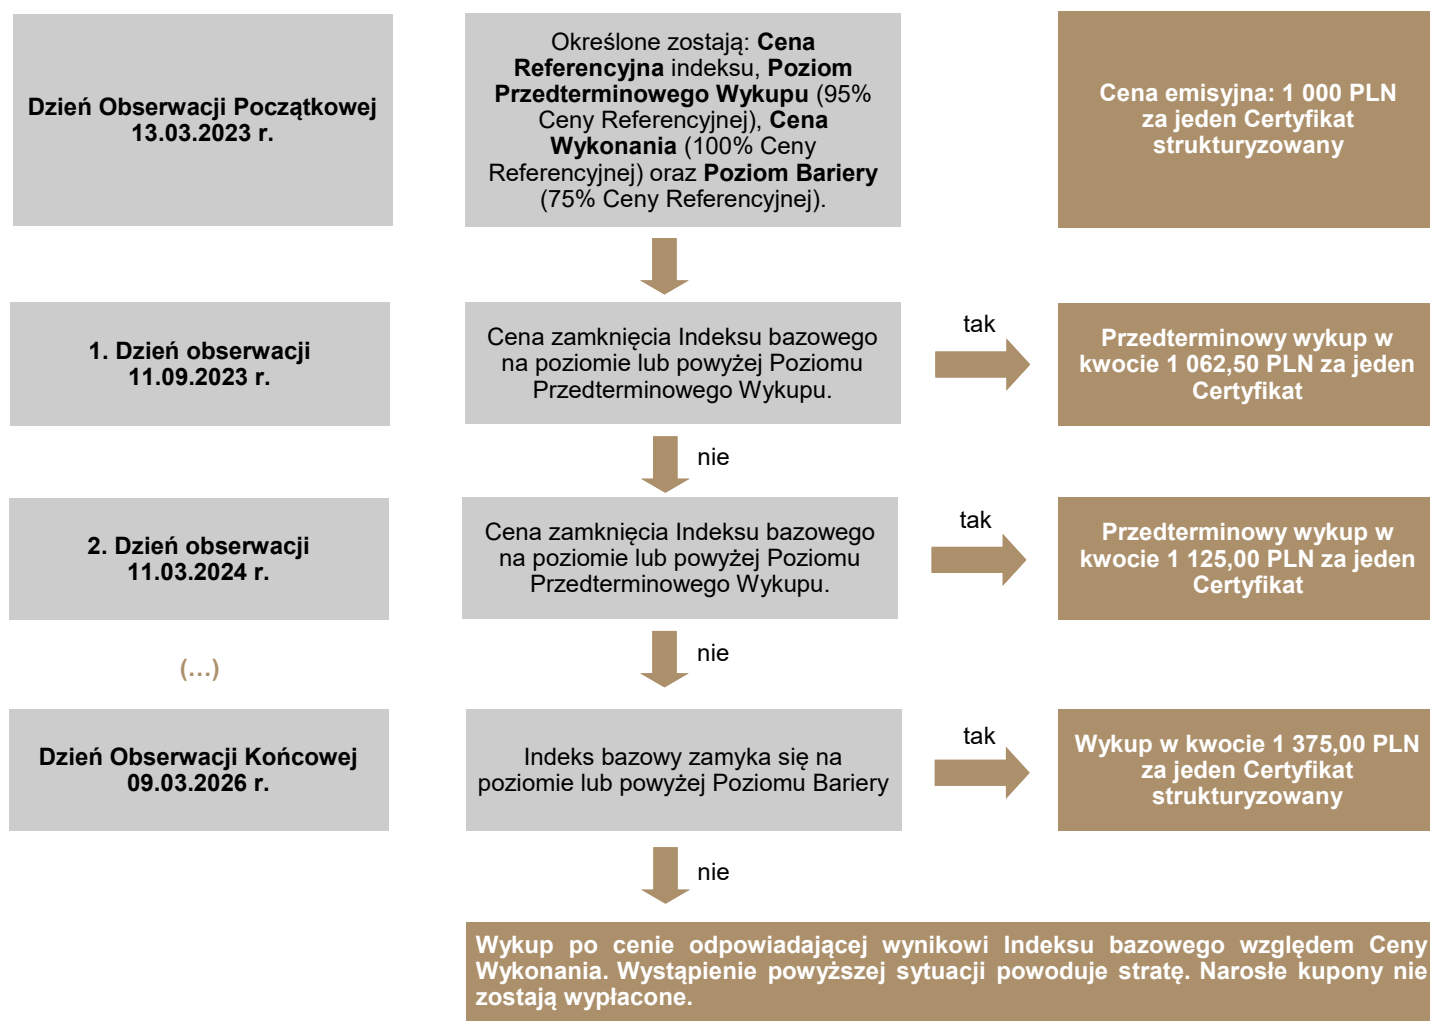 Dzień Obserwacji Początkowej
13.03.2023 r.
Określone zostają: Cena
Referencyjna indeksu, Poziom
Przedterminowego Wykupu (95%
Ceny Referencyjnej), Cena
Wykonania (100% Ceny
Referencyjnej) oraz Poziom Bariery
(75% Ceny Referencyjnej).
Cena emisyjna: 1 000 PLN
za jeden Certyfikat
strukturyzowany
1. Dzień obserwacji
11.09.2023 r.
Cena zamknięcia Indeksu bazowego
na poziomie lub powyżej Poziomu
Przedterminowego Wykupu.
tak
Przedterminowy wykup w
kwocie 1 062,50 PLN za jeden
Certyfikat
nie
2. Dzień obserwacji
11.03.2024 r.
Cena zamknięcia Indeksu bazowego
na poziomie lub powyżej Poziomu
Przedterminowego Wykupu.
tak
Przedterminowy wykup w
kwocie 1 125,00 PLN za jeden
Certyfikat
nie
(…)
Dzień Obserwacji Końcowej
09.03.2026 r.
Indeks bazowy zamyka się na
poziomie lub powyżej Poziomu Bariery
tak
Wykup w kwocie 1 375,00 PLN
za jeden Certyfikat
strukturyzowany
nie
Wykup po cenie odpowiadającej wynikowi Indeksu bazowego względem Ceny
Wykonania. Wystąpienie powyższej sytuacji powoduje stratę. Narosłe kupony nie
zostają wypłacone.